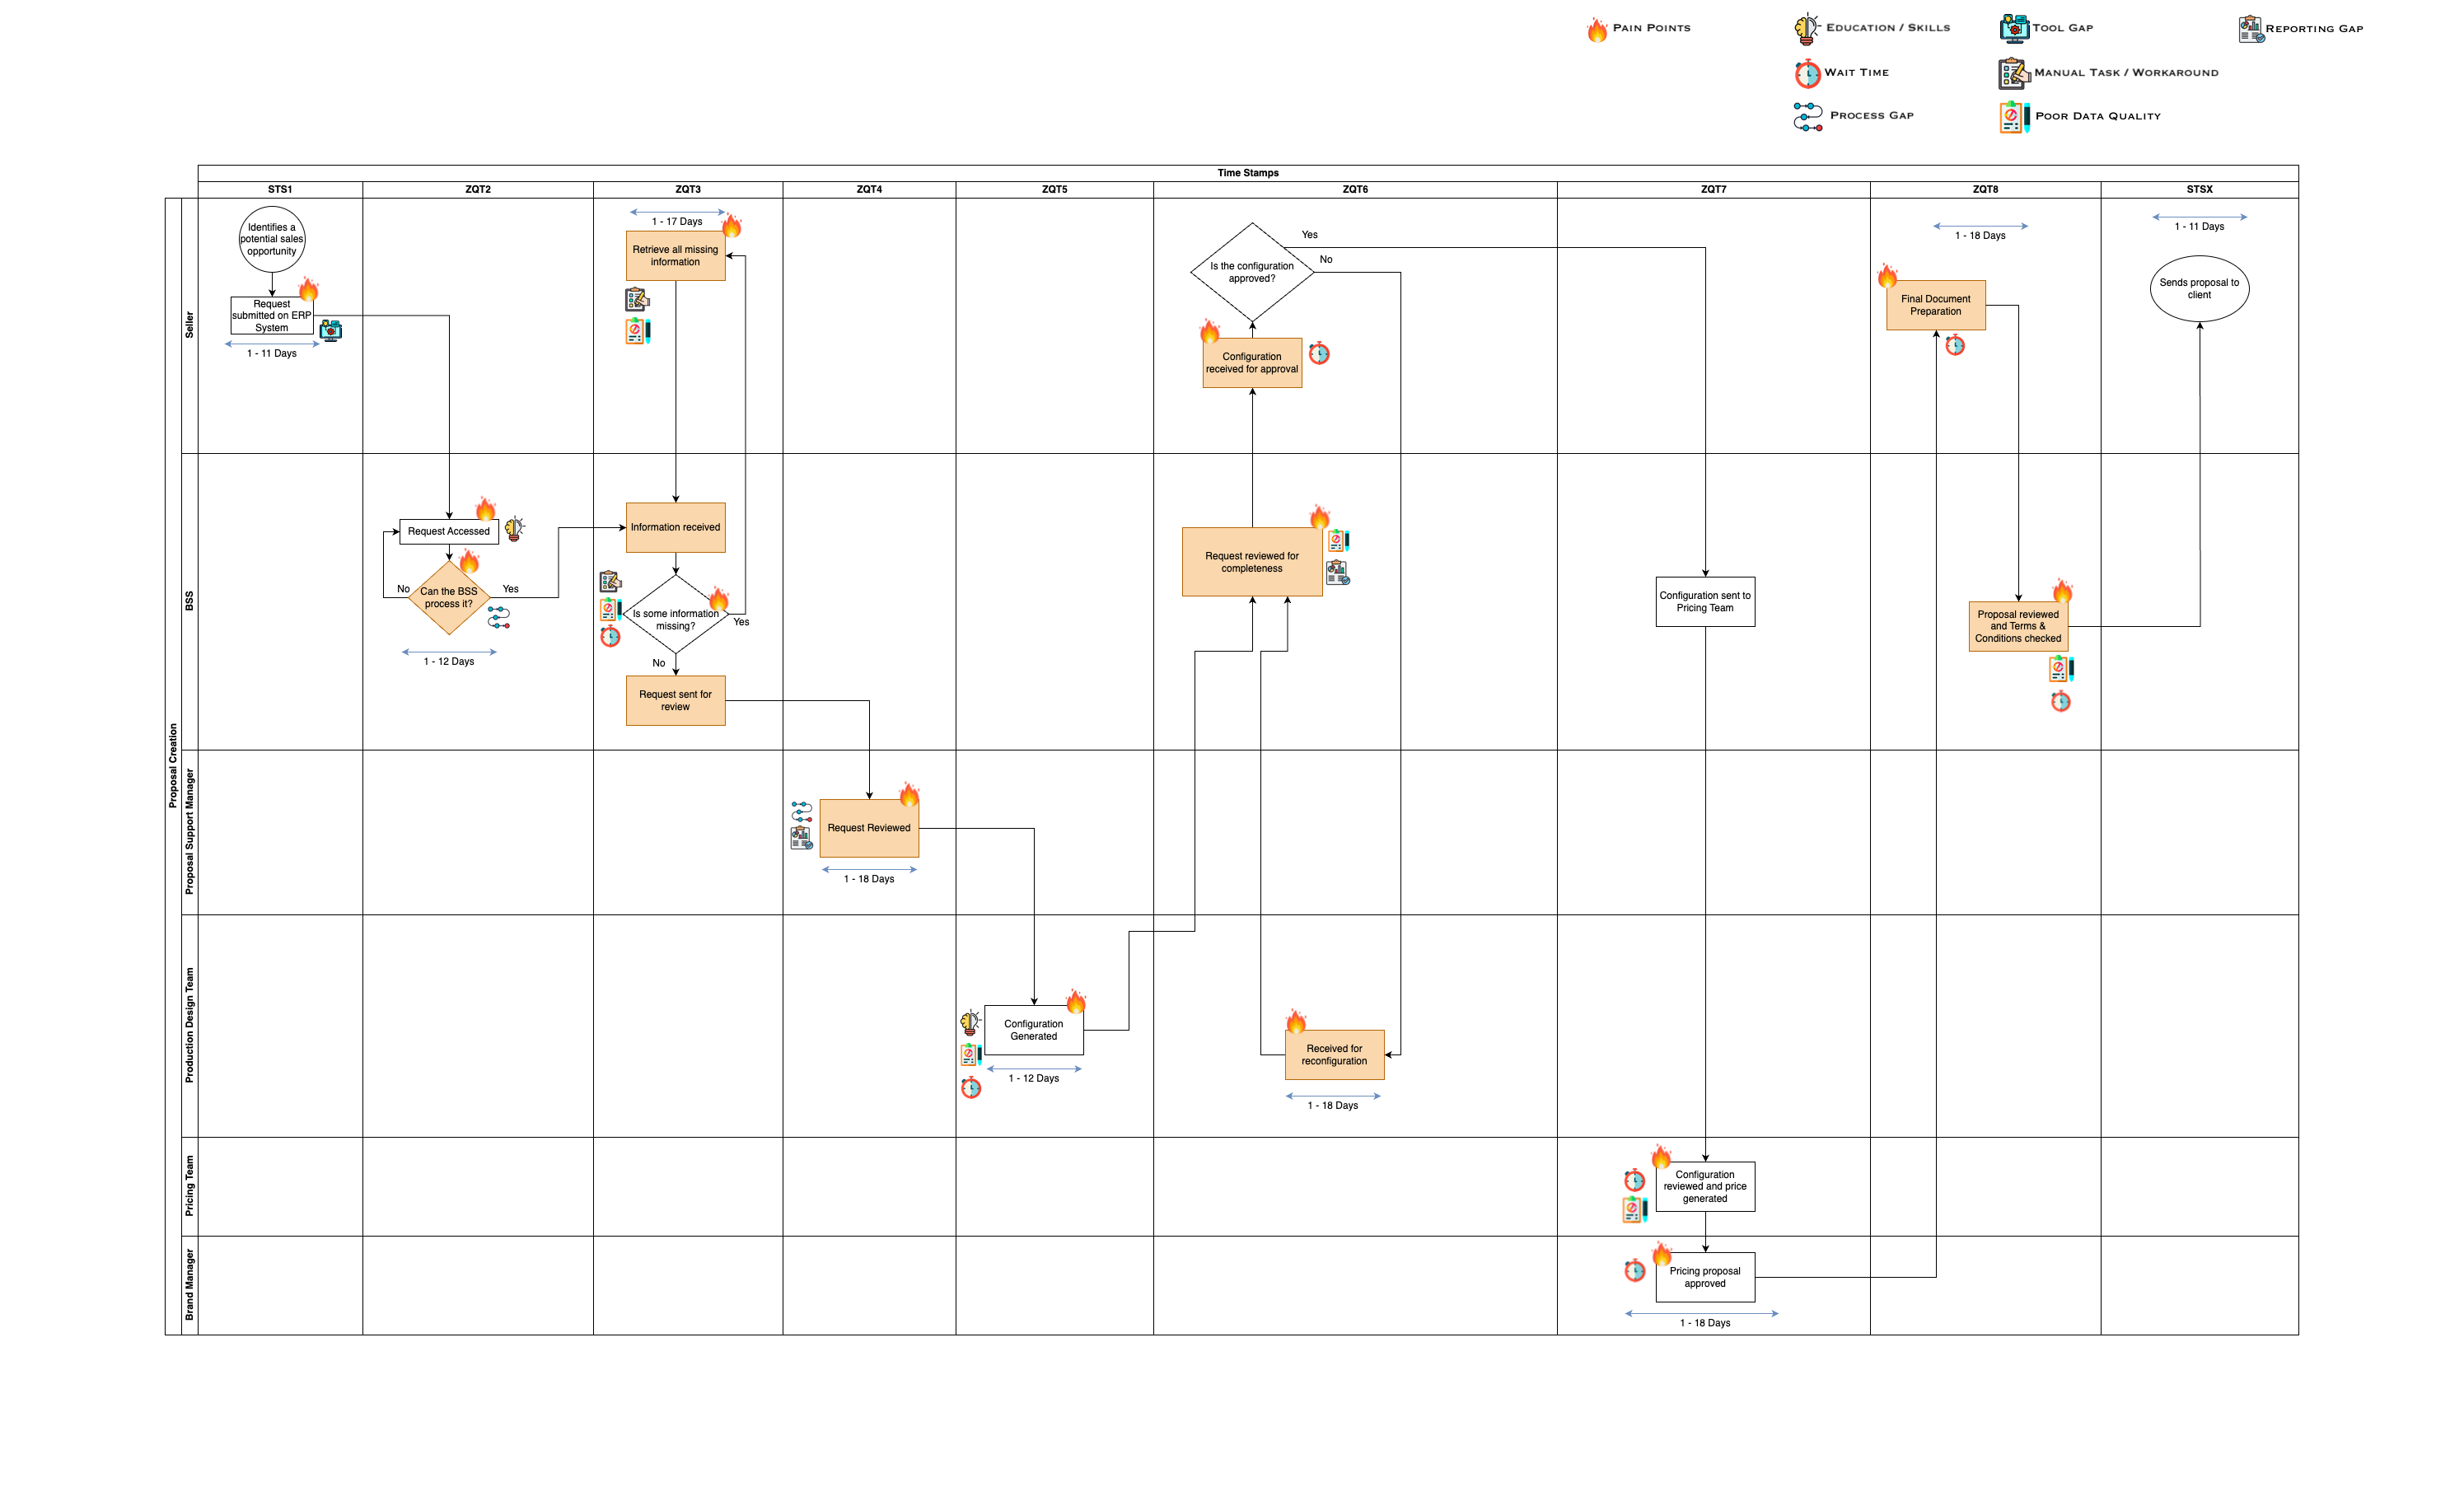 PAIN POINTS
EDUCATION / SKILLS
TOOL GAP
REPORTING GAP
WAIT TIME
MANUAL TASK / WORKAROUND
PROCESS GAP
POOR DATA QUALITY
Time Stamps
STS1
ZQT2
ZQT3
ZQT4
ZQT5
ZQT6
ZQT7
ZQT8
STSX
Proposal Creation
Seller
Identifies a
potential sales
opportunity
Request
submitted on ERP
System
1 - 11 Days
1 - 17 Days
Retrieve all missing
information
Is the configuration
approved?
Yes
No
Configuration
received for approval
1 - 18 Days
Final Document
Preparation
1 - 11 Days
Sends proposal to
client
BSS
Request Accessed
Can the BSS
process it?
No
Yes
1 - 12 Days
Information received
Is some information
missing?
Yes
No
Request sent for
review
Request reviewed for
completeness
Configuration sent to
Pricing Team
Proposal reviewed
and Terms &
Conditions checked
Proposal Support Manager
Request Reviewed
1 - 18 Days
Production Design Team
Configuration
Generated
1 - 12 Days
Received for
reconfiguration
1 - 18 Days
Pricing Team
Configuration
reviewed and price
generated
Brand Manager
Pricing proposal
approved
1 - 18 Days